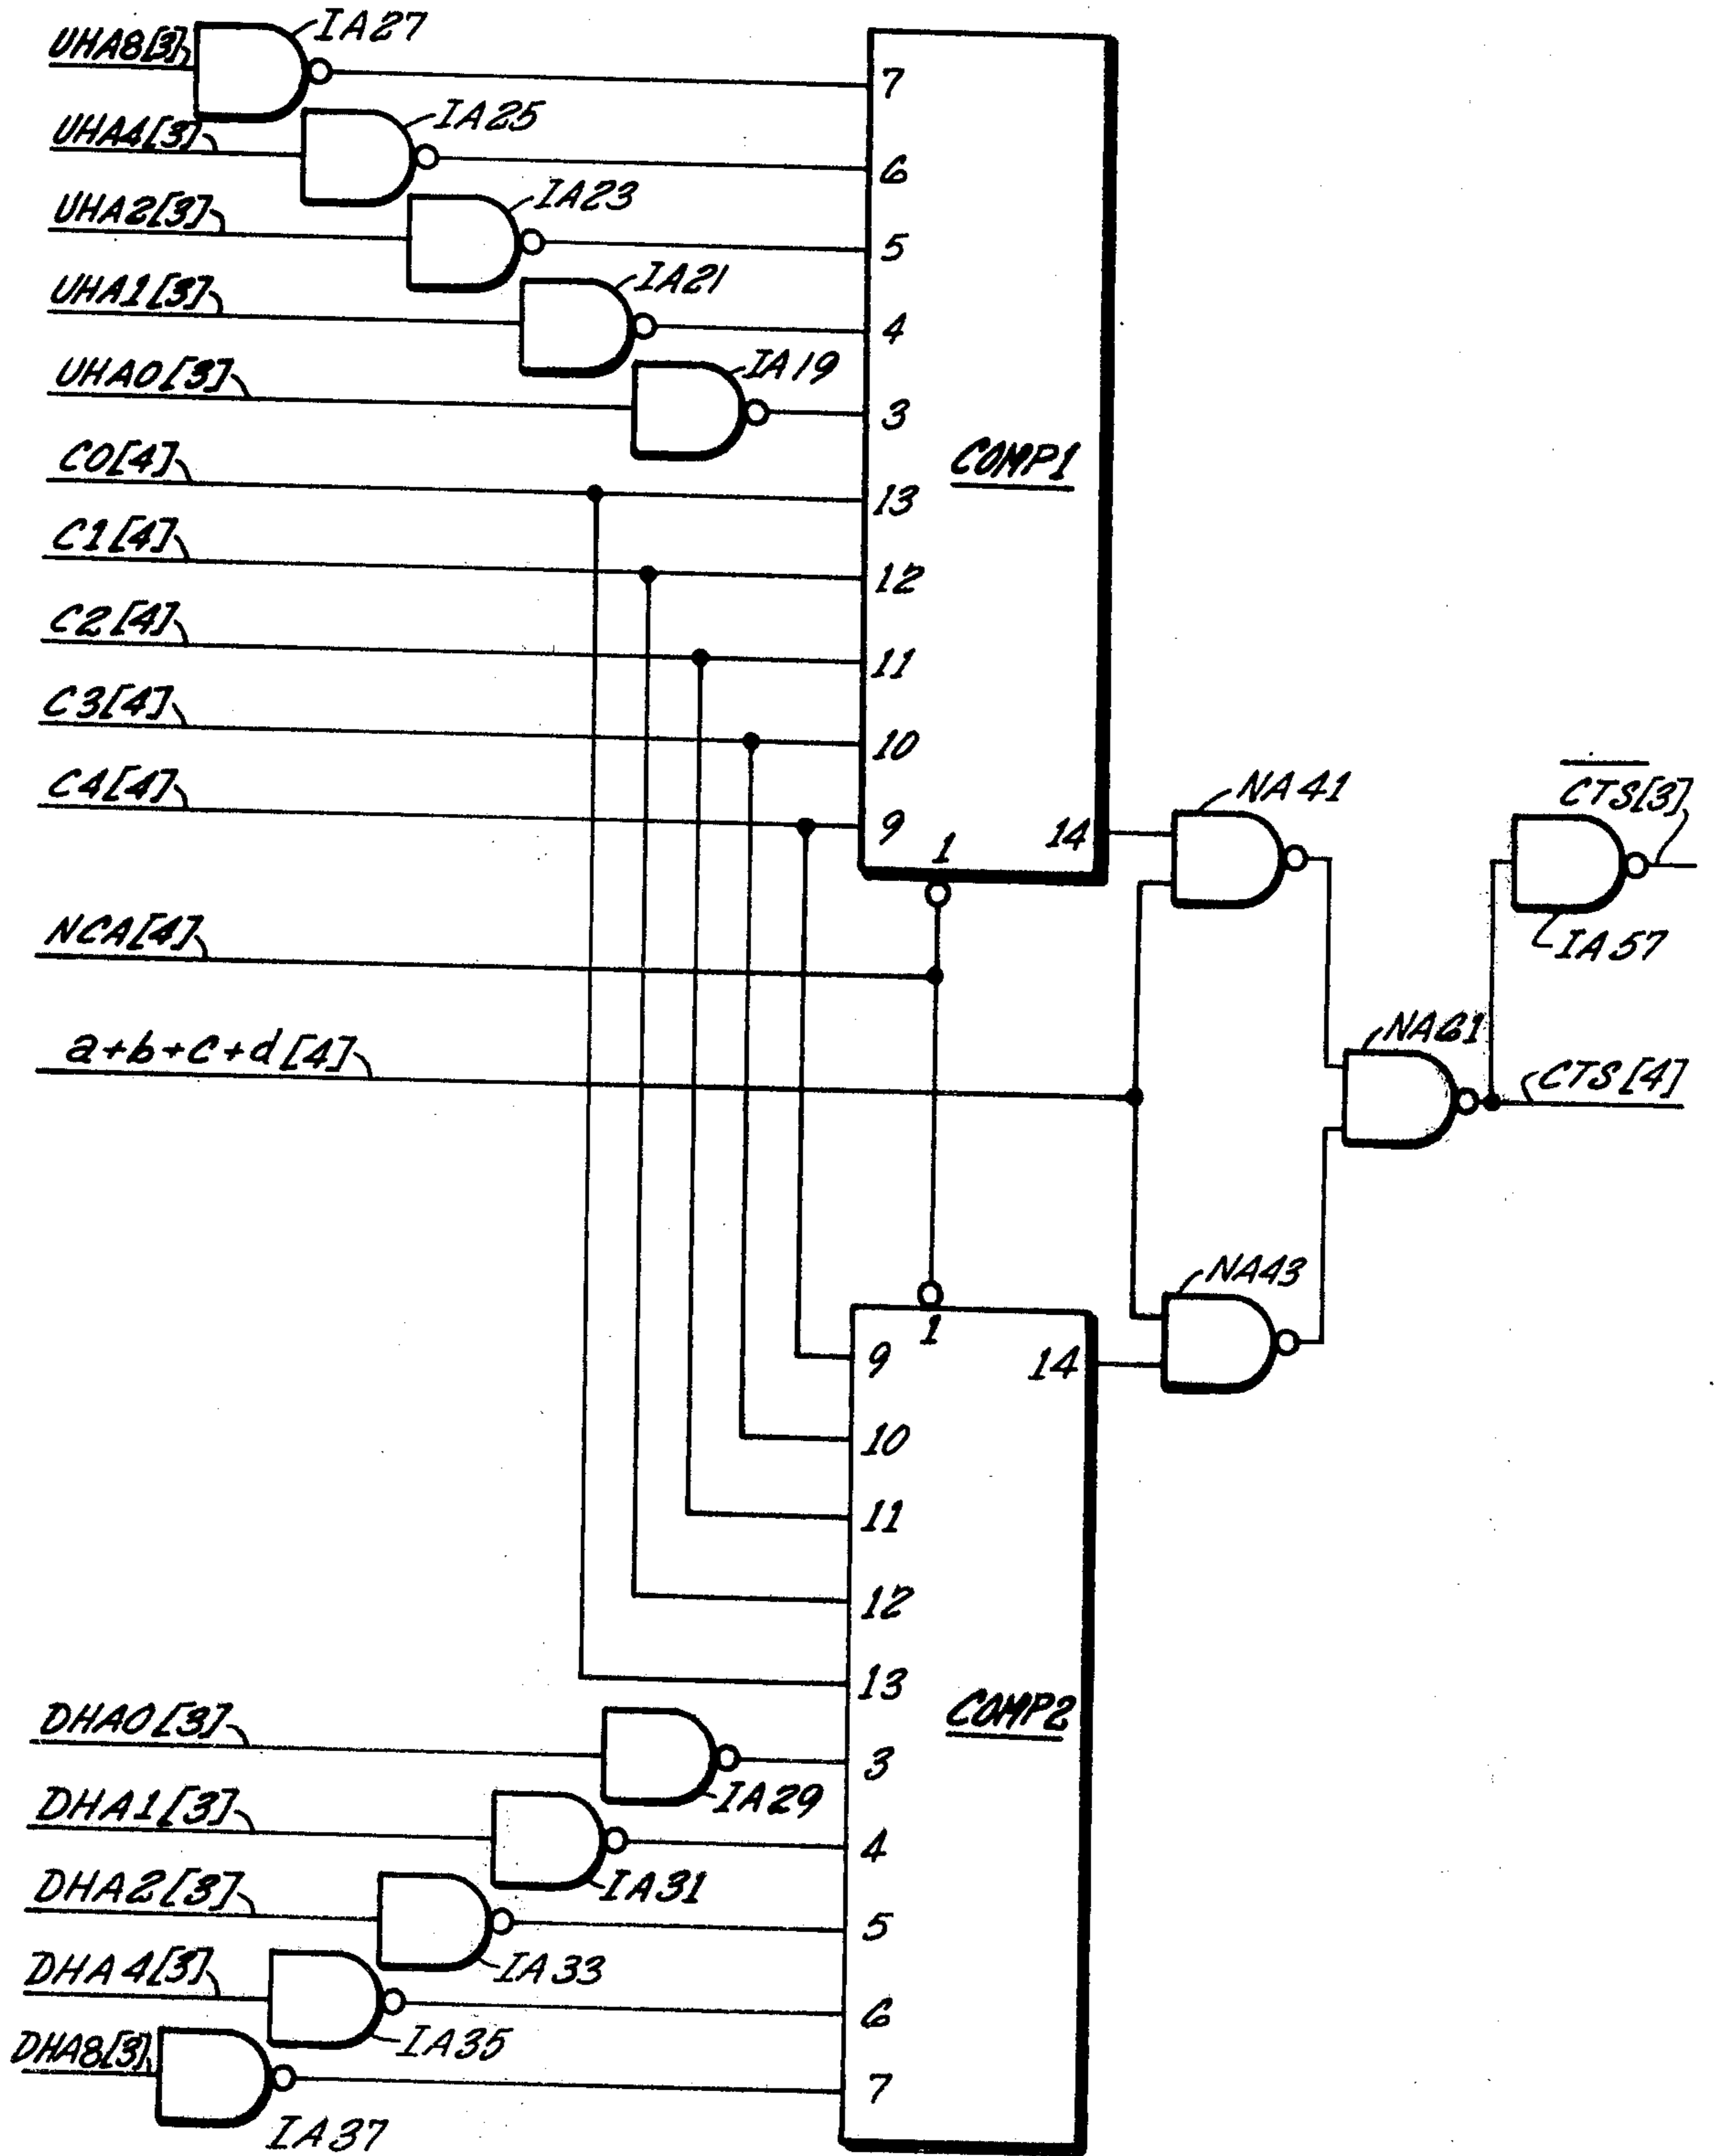 UHA8[3]
IA27
7
UHA4[3]
IA25
6
UHA2[3]
IA23
5
UHA1[3]
IA21
4
UHA0[3]
IA19
3
COMP1
C0[4]
13
C1[4]
12
C2[4]
11
C3[4]
10
C4[4]
9
1
14
NA41
CTS[3]
IA57
NCA[4]
a+b+c+d[4]
NA61
CTS[4]
NA43
1
14
9
10
11
12
13
COMP2
DHA0[3]
3
IA29
DHA1[3]
4
IA31
DHA2[3]
5
IA33
DHA4[3]
6
IA35
DHA8[3]
7
IA37